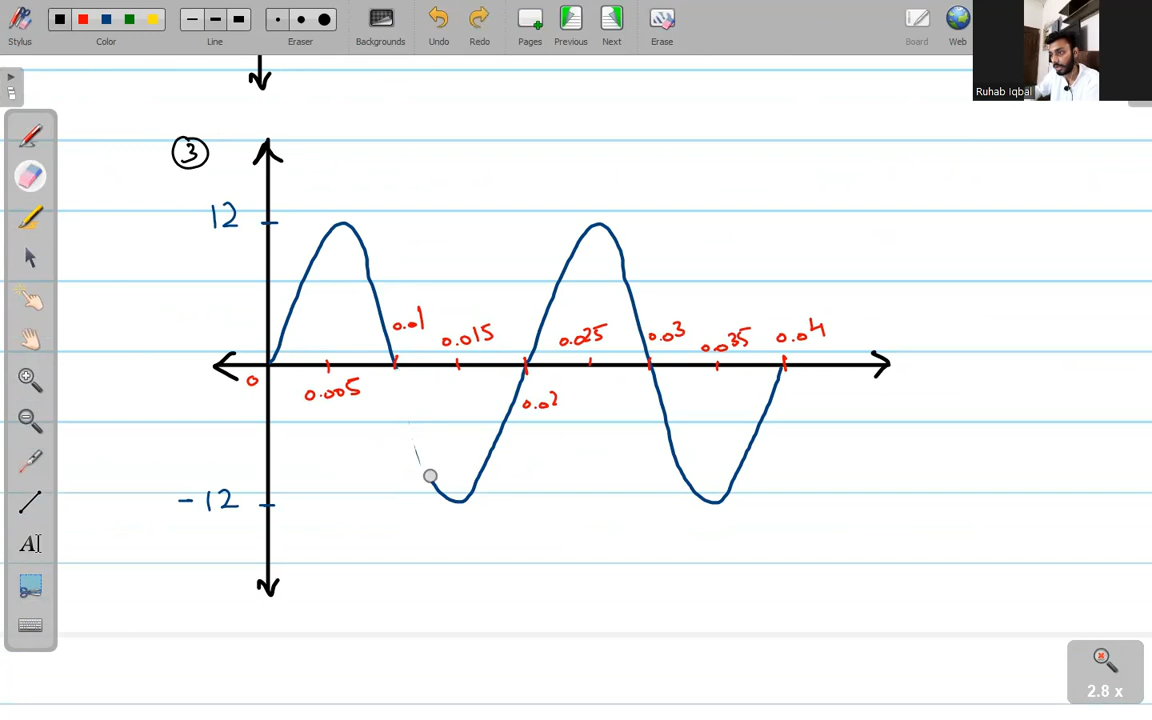 Stylus
Color
Line
Eraser
Backgrounds
Undo
Redo
Pages
Previous
Next
Erase
Board
Web
Ruhab Iqbal
3
12
0.01
0.015
0.025
0.03
0.035
0.04
0
0.005
0.02
-12
2.8 x